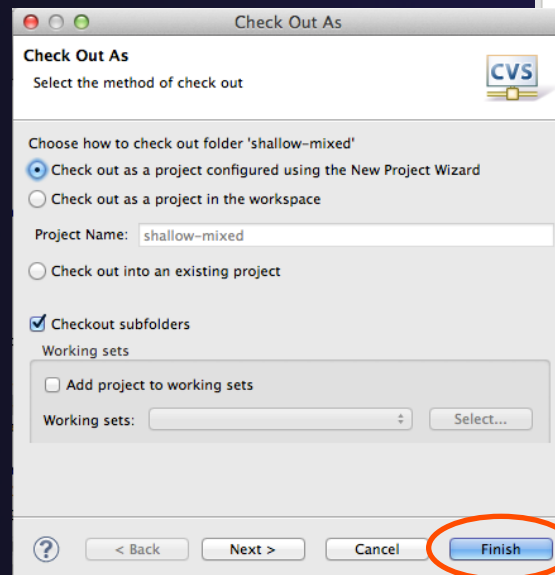 Check Out As
Check Out As
Select the method of check out
CVS
Choose how to check out folder 'shallow-mixed'
Check out as a project configured using the New Project Wizard
Check out as a project in the workspace
Project Name: shallow-mixed
Check out into an existing project
Checkout subfolders
Working sets
Add project to working sets
Working sets: Select...
? < Back Next > Cancel Finish